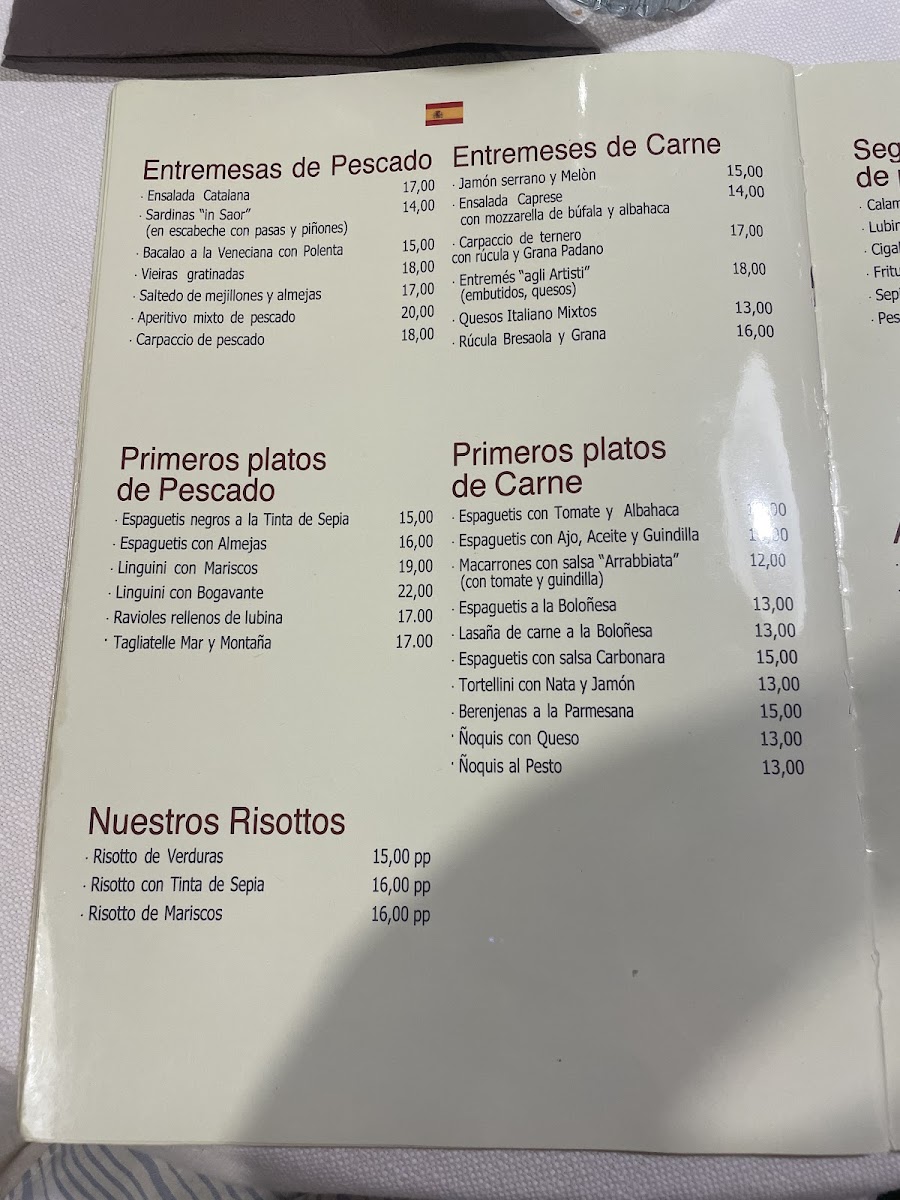 Entremesas de Pescado
· Ensalada Catalana 17,00
· Sardinas "in Saor" 14,00
(en escabeche con pasas y piñones)
· Bacalao a la Veneciana con Polenta 15,00
· Vieiras gratinadas 18,00
· Saltedo de mejillones y almejas 17,00
· Aperitivo mixto de pescado 20,00
· Carpaccio de pescado 18,00
Entremeses de Carne
· Jamón serrano y Melòn 15,00
· Ensalada Caprese 14,00
con mozzarella de búfala y albahaca
· Carpaccio de ternero 17,00
con rúcula y Grana Padano
· Entremés "agli Artisti" 18,00
(embutidos, quesos)
· Quesos Italiano Mixtos 13,00
· Rúcula Bresaola y Grana 16,00
Primeros platos
de Pescado
· Espaguetis negros a la Tinta de Sepia 15,00
· Espaguetis con Almejas 16,00
· Linguini con Mariscos 19,00
· Linguini con Bogavante 22,00
· Ravioles rellenos de lubina 17.00
· Tagliatelle Mar y Montaña 17.00
Primeros platos
de Carne
· Espaguetis con Tomate y Albahaca
· Espaguetis con Ajo, Aceite y Guindilla
· Macarrones con salsa "Arrabbiata" 12,00
(con tomate y guindilla)
· Espaguetis a la Boloñesa 13,00
· Lasaña de carne a la Boloñesa 13,00
· Espaguetis con salsa Carbonara 15,00
· Tortellini con Nata y Jamón 13,00
· Berenjenas a la Parmesana 15,00
· Ñoquis con Queso 13,00
· Ñoquis al Pesto 13,00
Nuestros Risottos
· Risotto de Verduras 15,00 pp
· Risotto con Tinta de Sepia 16,00 pp
· Risotto de Mariscos 16,00 pp
de